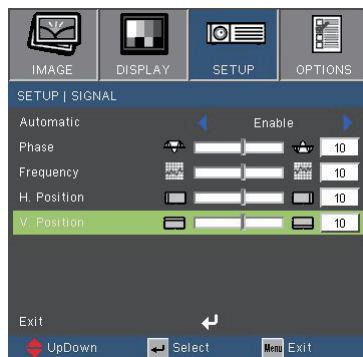 IMAGE DISPLAY SETUP OPTIONS
SETUP | SIGNAL
Automatic Enable
Phase 10
Frequency 10
H. Position 10
V. Position 10
Exit
UpDown Select Menu Exit